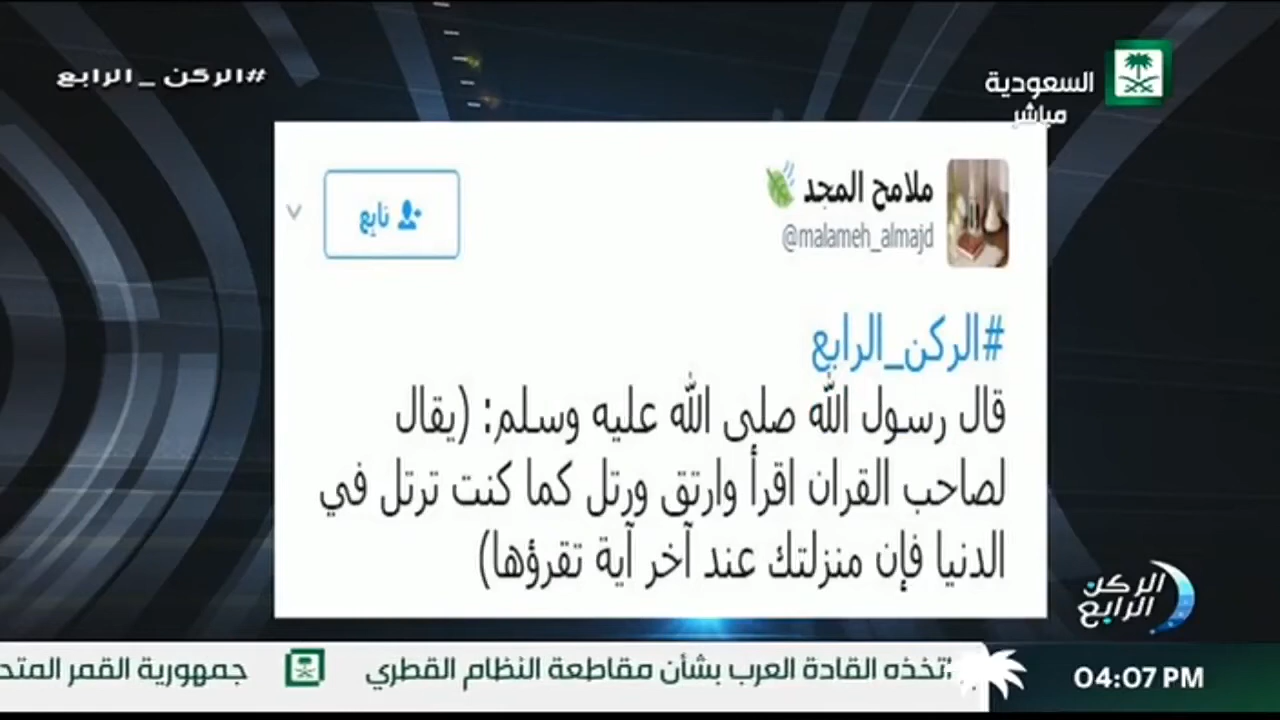 #الركن_الرابع
السعودية
مباشر
ملامح المجد
@malameh_almajd
تابع
#الركن_الرابع
قال رسول الله صلى الله عليه وسلم: (يقال
لصاحب القران اقرأ وارتق ورتل كما كنت ترتل في
الدنيا فإن منزلتك عند آخر آية تقرؤها)
الركن
الرابع
تخذه القادة العرب بشأن مقاطعة النظام القطري
جمهورية القمر المتحد
04:07 PM